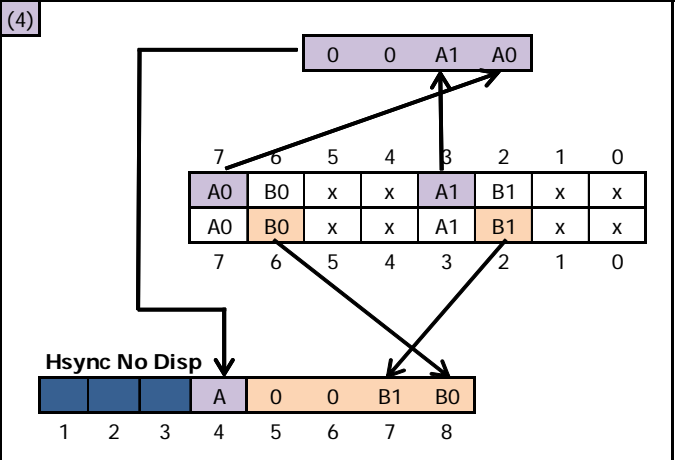 (4)
0 0 A1 A0
7 6 5 4 3 2 1 0
A0 B0 x x A1 B1 x x
A0 B0 x x A1 B1 x x
7 6 5 4 3 2 1 0
Hsync No Disp
A 0 0 B1 B0
1 2 3 4 5 6 7 8